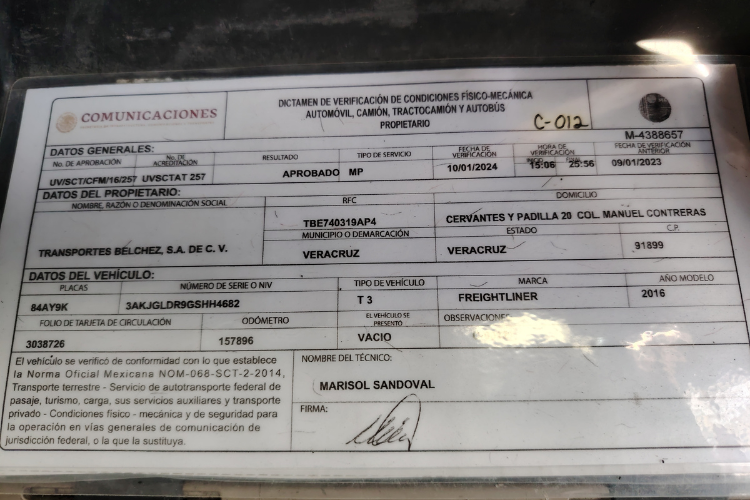 COMUNICACIONES
DICTAMEN DE VERIFICACIÓN DE CONDICIONES FÍSICO-MECÁNICA
AUTOMÓVIL, CAMIÓN, TRACTOCAMIÓN Y AUTOBÚS
PROPIETARIO
C-012
M-4388657
DATOS GENERALES:
No. DE APROBACIÓN No. DE ACREDITACIÓN RESULTADO TIPO DE SERVICIO FECHA DE VERIFICACIÓN HORA DE VERIFICACIÓN FECHA DE VERIFICACIÓN ANTERIOR
INICIO
UV/SCT/CFM/16/257 UVSCTAT 257 APROBADO MP 10/01/2024 15:06 25:56 09/01/2023
DATOS DEL PROPIETARIO:
NOMBRE, RAZÓN O DENOMINACIÓN SOCIAL RFC DOMICILIO
TBE740319AP4 CERVANTES Y PADILLA 20 COL. MANUEL CONTRERAS
MUNICIPIO O DEMARCACIÓN ESTADO C.P.
TRANSPORTES BELCHEZ, S.A. DE C. V. VERACRUZ VERACRUZ 91899
DATOS DEL VEHÍCULO:
PLACAS NÚMERO DE SERIE O NIV TIPO DE VEHÍCULO MARCA AÑO MODELO
84AY9K 3AKJGLDR9GSHH4682 T 3 FREIGHTLINER 2016
FOLIO DE TARJETA DE CIRCULACIÓN ODÓMETRO EL VEHÍCULO SE PRESENTÓ OBSERVACIONES
3038726 157896 VACIO
El vehículo se verificó de conformidad con lo que establece
la Norma Oficial Mexicana NOM-068-SCT-2-2014,
Transporte terrestre - Servicio de autotransporte federal de
pasaje, turismo, carga, sus servicios auxiliares y transporte
privado - Condiciones físico - mecánica y de seguridad para
la operación en vías generales de comunicación de
jurisdicción federal, o la que la sustituya.
NOMBRE DEL TÉCNICO:
MARISOL SANDOVAL
FIRMA: